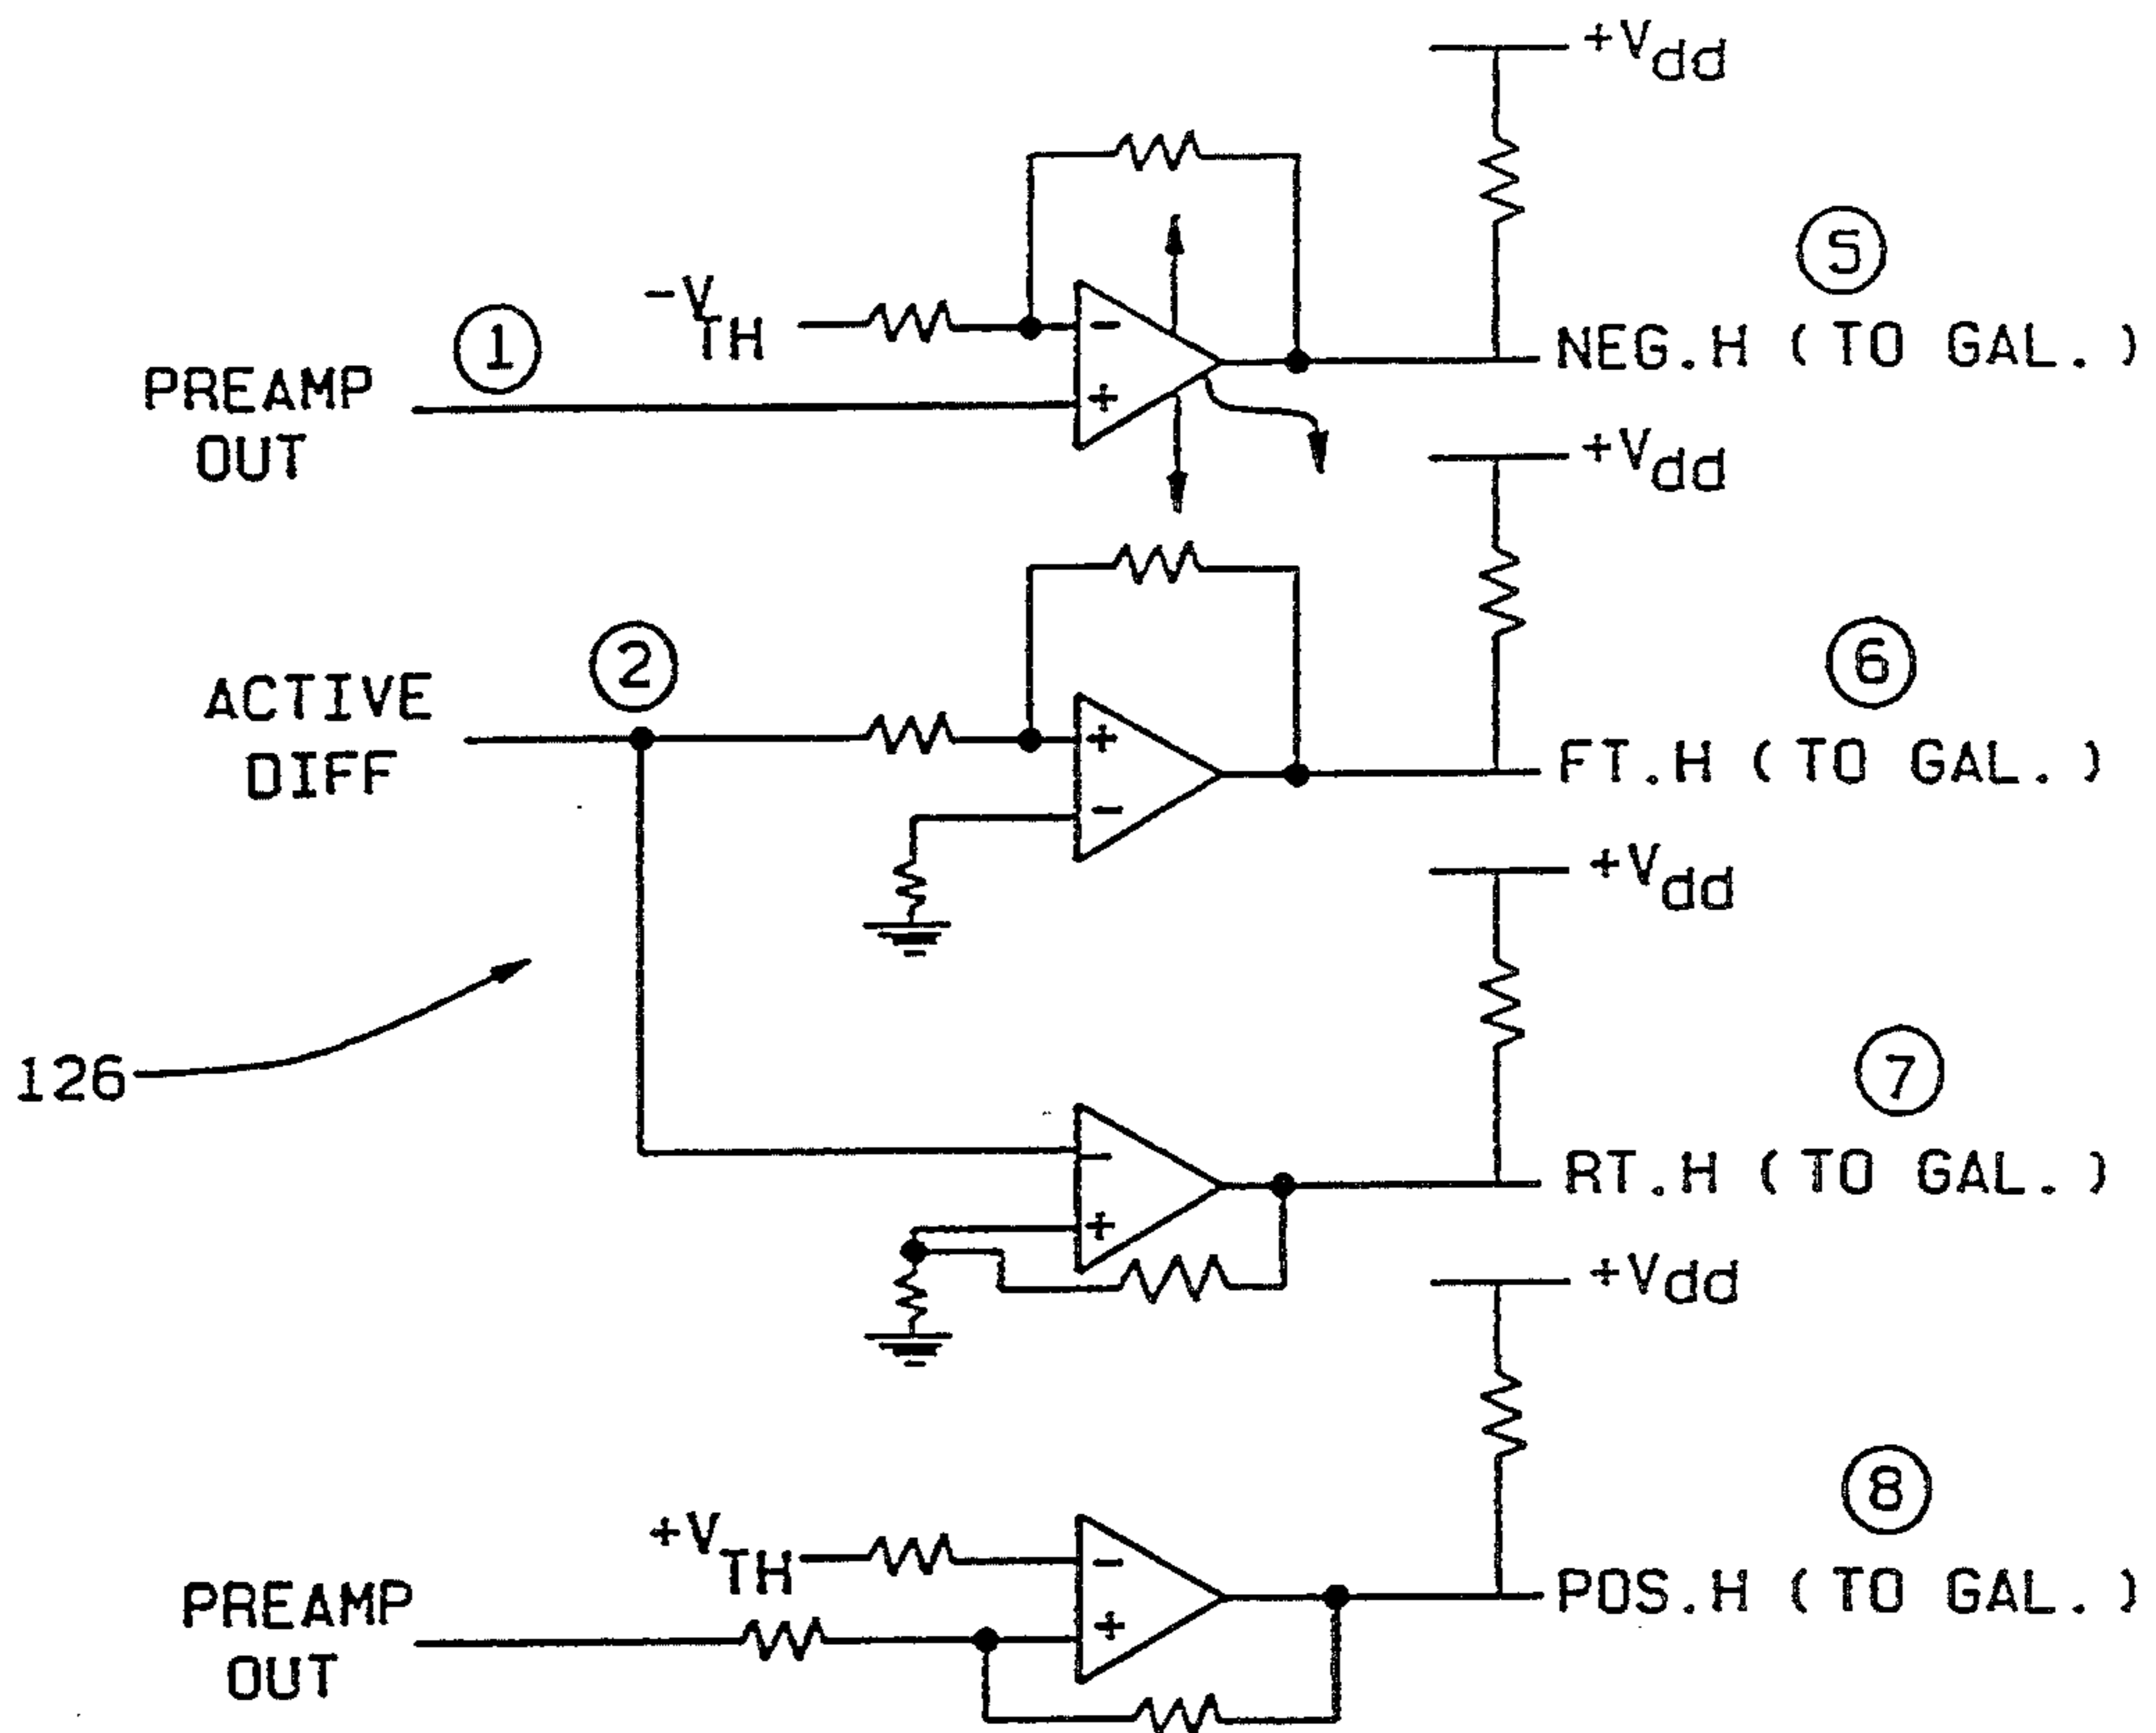 +Vdd
-VTH
1
PREAMP
OUT
-
+
5
NEG.H (TO GAL.)
+Vdd
2
ACTIVE
DIFF
+
-
6
FT.H (TO GAL.)
+Vdd
126
-
+
7
RT.H (TO GAL.)
+Vdd
+VTH
PREAMP
OUT
-
+
8
POS.H (TO GAL.)